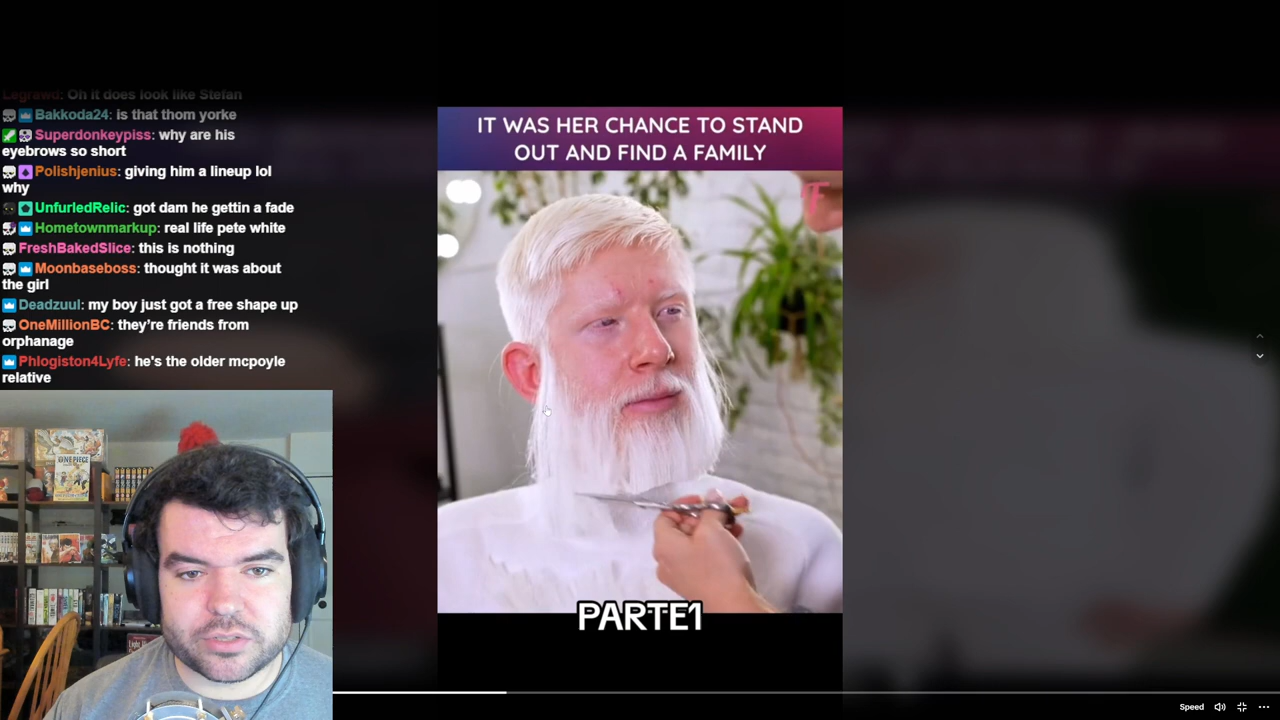 Legrawd: Oh it does look like Stefan
Bakkoda24: is that thom yorke
Superdonkeypiss: why are his
eyebrows so short
Polishjenius: giving him a lineup lol
why
UnfurledRelic: got dam he gettin a fade
Hometownmarkup: real life pete white
FreshBakedSlice: this is nothing
Moonbaseboss: thought it was about
the girl
Deadzuul: my boy just got a free shape up
OneMillionBC: they’re friends from
orphanage
Phlogiston4Lyfe: he's the older mcpoyle
relative
IT WAS HER CHANCE TO STAND
OUT AND FIND A FAMILY
TF
PARTE1
ONE PIECE
Speed